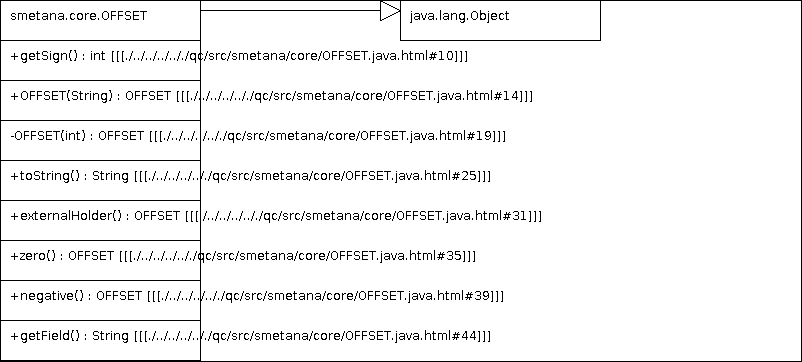 smetana.core.OFFSET
java.lang.Object
+getSign() : int [[[./../../../../../qc/src/smetana/core/OFFSET.java.html#10]]]
+OFFSET(String) : OFFSET [[[./../../../../../qc/src/smetana/core/OFFSET.java.html#14]]]
-OFFSET(int) : OFFSET [[[./../../../../../qc/src/smetana/core/OFFSET.java.html#19]]]
+toString() : String [[[./../../../../../qc/src/smetana/core/OFFSET.java.html#25]]]
+externalHolder() : OFFSET [[[./../../../../../qc/src/smetana/core/OFFSET.java.html#31]]]
+zero() : OFFSET [[[./../../../../../qc/src/smetana/core/OFFSET.java.html#35]]]
+negative() : OFFSET [[[./../../../../../qc/src/smetana/core/OFFSET.java.html#39]]]
+getField() : String [[[./../../../../../qc/src/smetana/core/OFFSET.java.html#44]]]